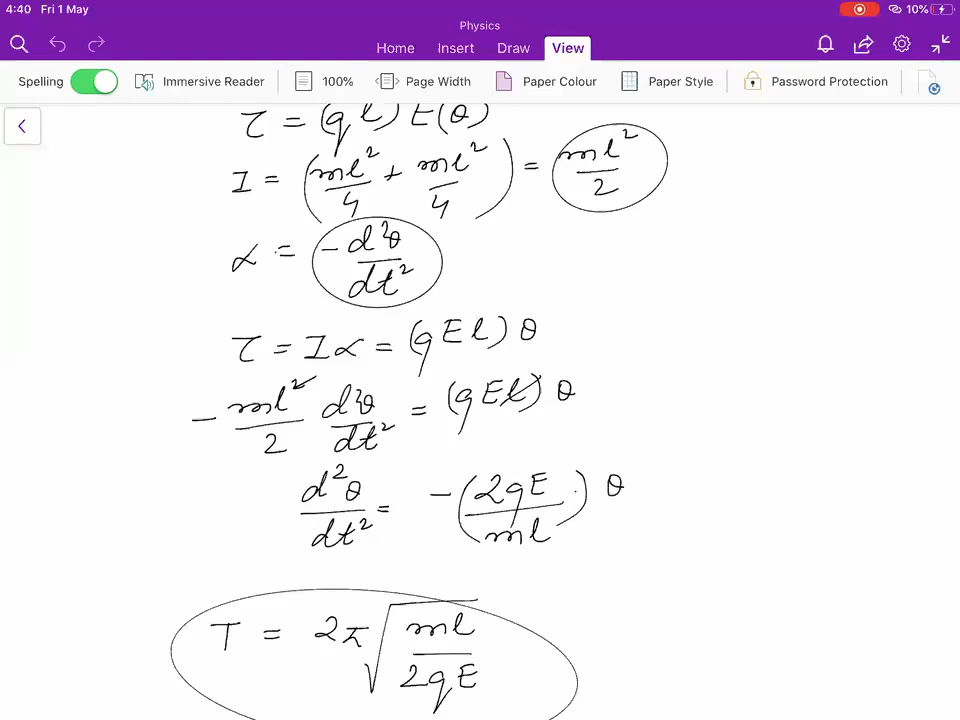 4:40 Fri 1 May 10%
Physics
Home Insert Draw View
Spelling Immersive Reader 100% Page Width Paper Colour Paper Style Password Protection
τ = (ql) E(θ)
I = (ml²/4 + ml²/4) = ml²/2
α = -d²θ/dt²
τ = Iα = (qEl) θ
- ml²/2 d²θ/dt² = (qEl) θ
d²θ/dt² = -(2qE/ml) θ
T = 2π √(ml/2qE)